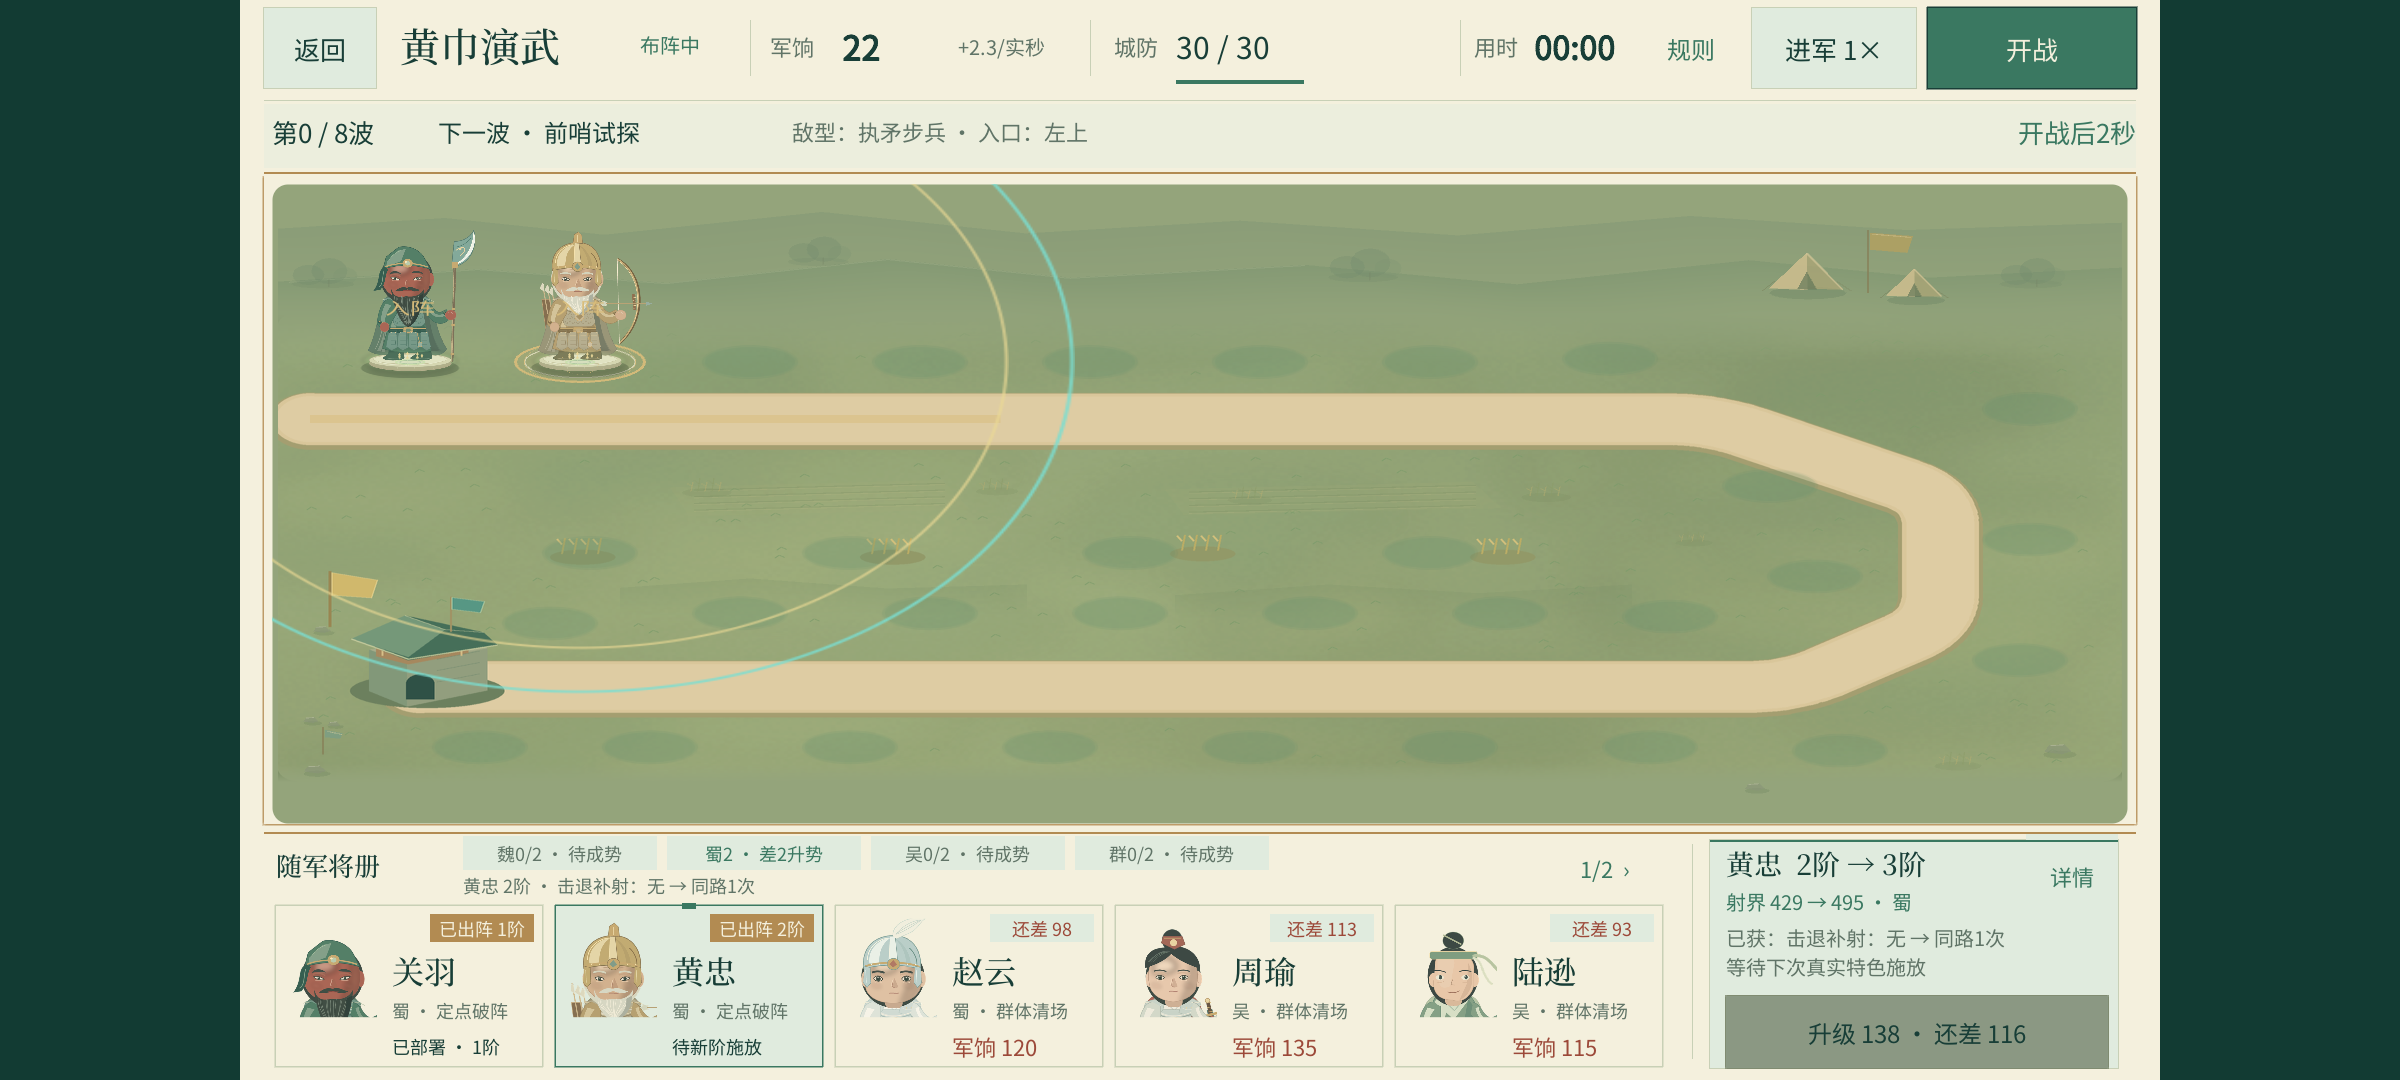 返回
黄巾演武
布阵中
军饷 22
+2.3/实秒
城防 30 / 30
用时 00:00
规则
进军 1×
开战
第0 / 8波
下一波 · 前哨试探
敌型：执矛步兵 · 入口：左上
开战后2秒
入阵
随军将册
魏0/2 · 待成势
蜀2 · 差2升势
吴0/2 · 待成势
群0/2 · 待成势
黄忠 2阶 · 击退补射：无 → 同路1次
1/2 ›
已出阵 1阶
关羽
蜀 · 定点破阵
已部署 · 1阶
已出阵 2阶
黄忠
蜀 · 定点破阵
待新阶施放
还差 98
赵云
蜀 · 群体清场
军饷 120
还差 113
周瑜
吴 · 群体清场
军饷 135
还差 93
陆逊
吴 · 群体清场
军饷 115
黄忠 2阶 → 3阶
详情
射界 429 → 495 · 蜀
已获：击退补射：无 → 同路1次
等待下次真实特色施放
升级 138 · 还差 116